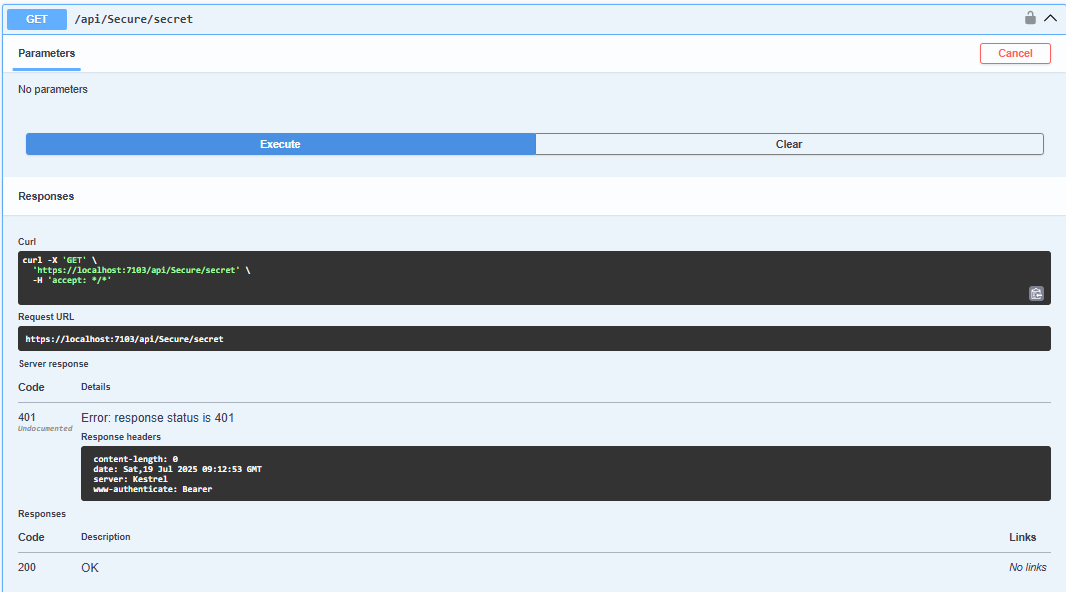 GET /api/Secure/secret
Parameters
Cancel
No parameters
Execute
Clear
Responses
Curl
curl -X 'GET' \
'https://localhost:7103/api/Secure/secret' \
-H 'accept: */*'
Request URL
https://localhost:7103/api/Secure/secret
Server response
Code Details
401 Error: response status is 401
Undocumented
Response headers
content-length: 0
date: Sat,19 Jul 2025 09:12:53 GMT
server: Kestrel
www-authenticate: Bearer
Responses
Code Description Links
200 OK No links